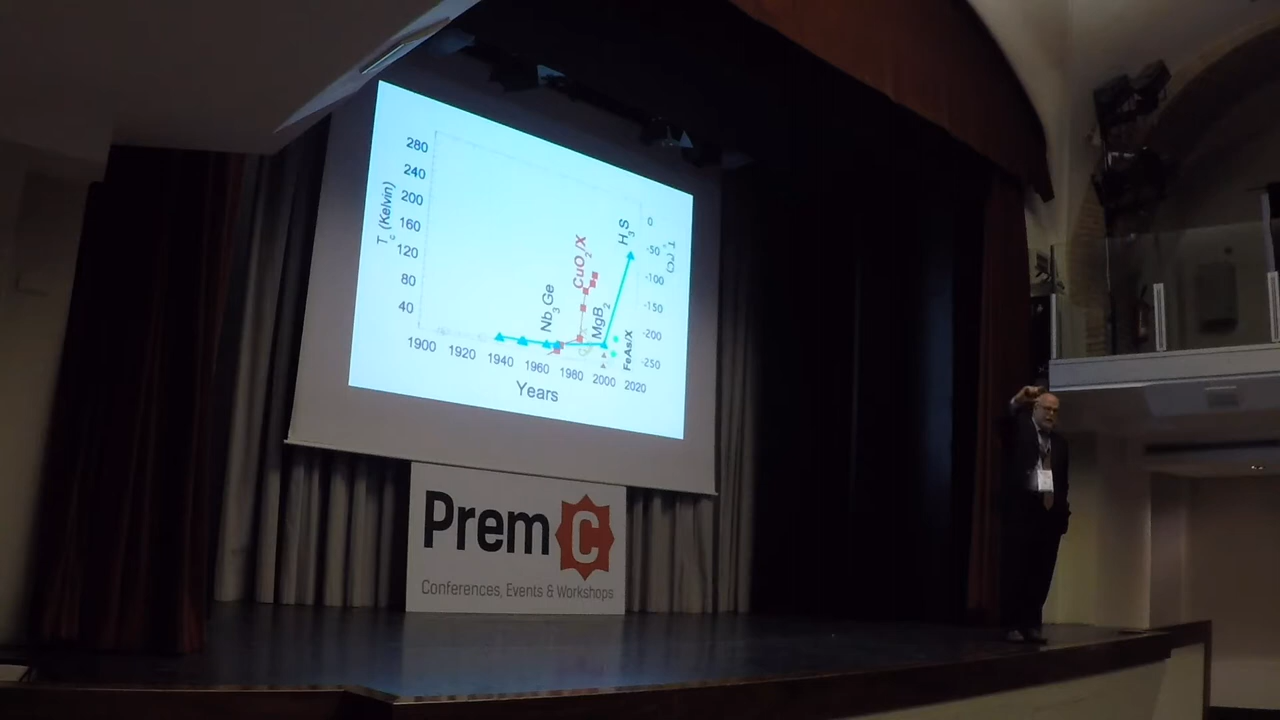 280
240
200
160
120
80
40
Tc (Kelvin)
1900 1920 1940 1960 1980 2000 2020
Years
Nb3Ge
CuO2/X
MgB2
H3S
FeAs/X
0
-50
-100
-150
-200
-250
T (°C)
Prem C
Conferences, Events & Workshops